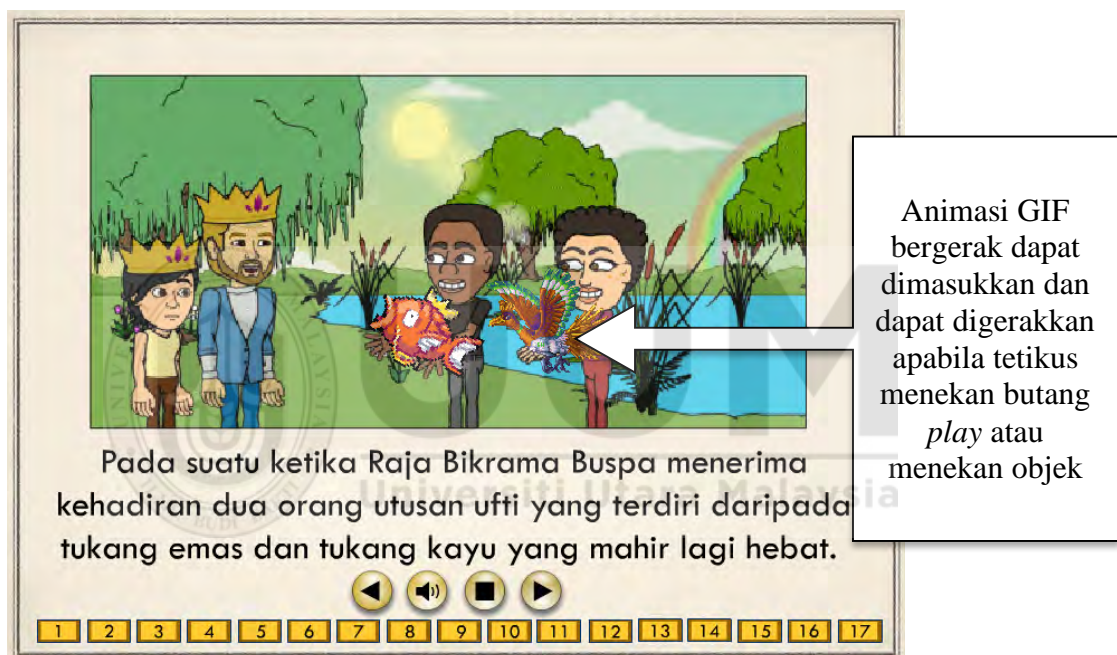 Animasi GIF
bergerak dapat
dimasukkan dan
dapat digerakkan
apabila tetikus
menekan butang
play atau
menekan objek
Pada suatu ketika Raja Bikrama Buspa menerima
kehadiran dua orang utusan ufti yang terdiri daripada
tukang emas dan tukang kayu yang mahir lagi hebat.
UUM
Universiti Utara Malaysia
1 2 3 4 5 6 7 8 9 10 11 12 13 14 15 16 17